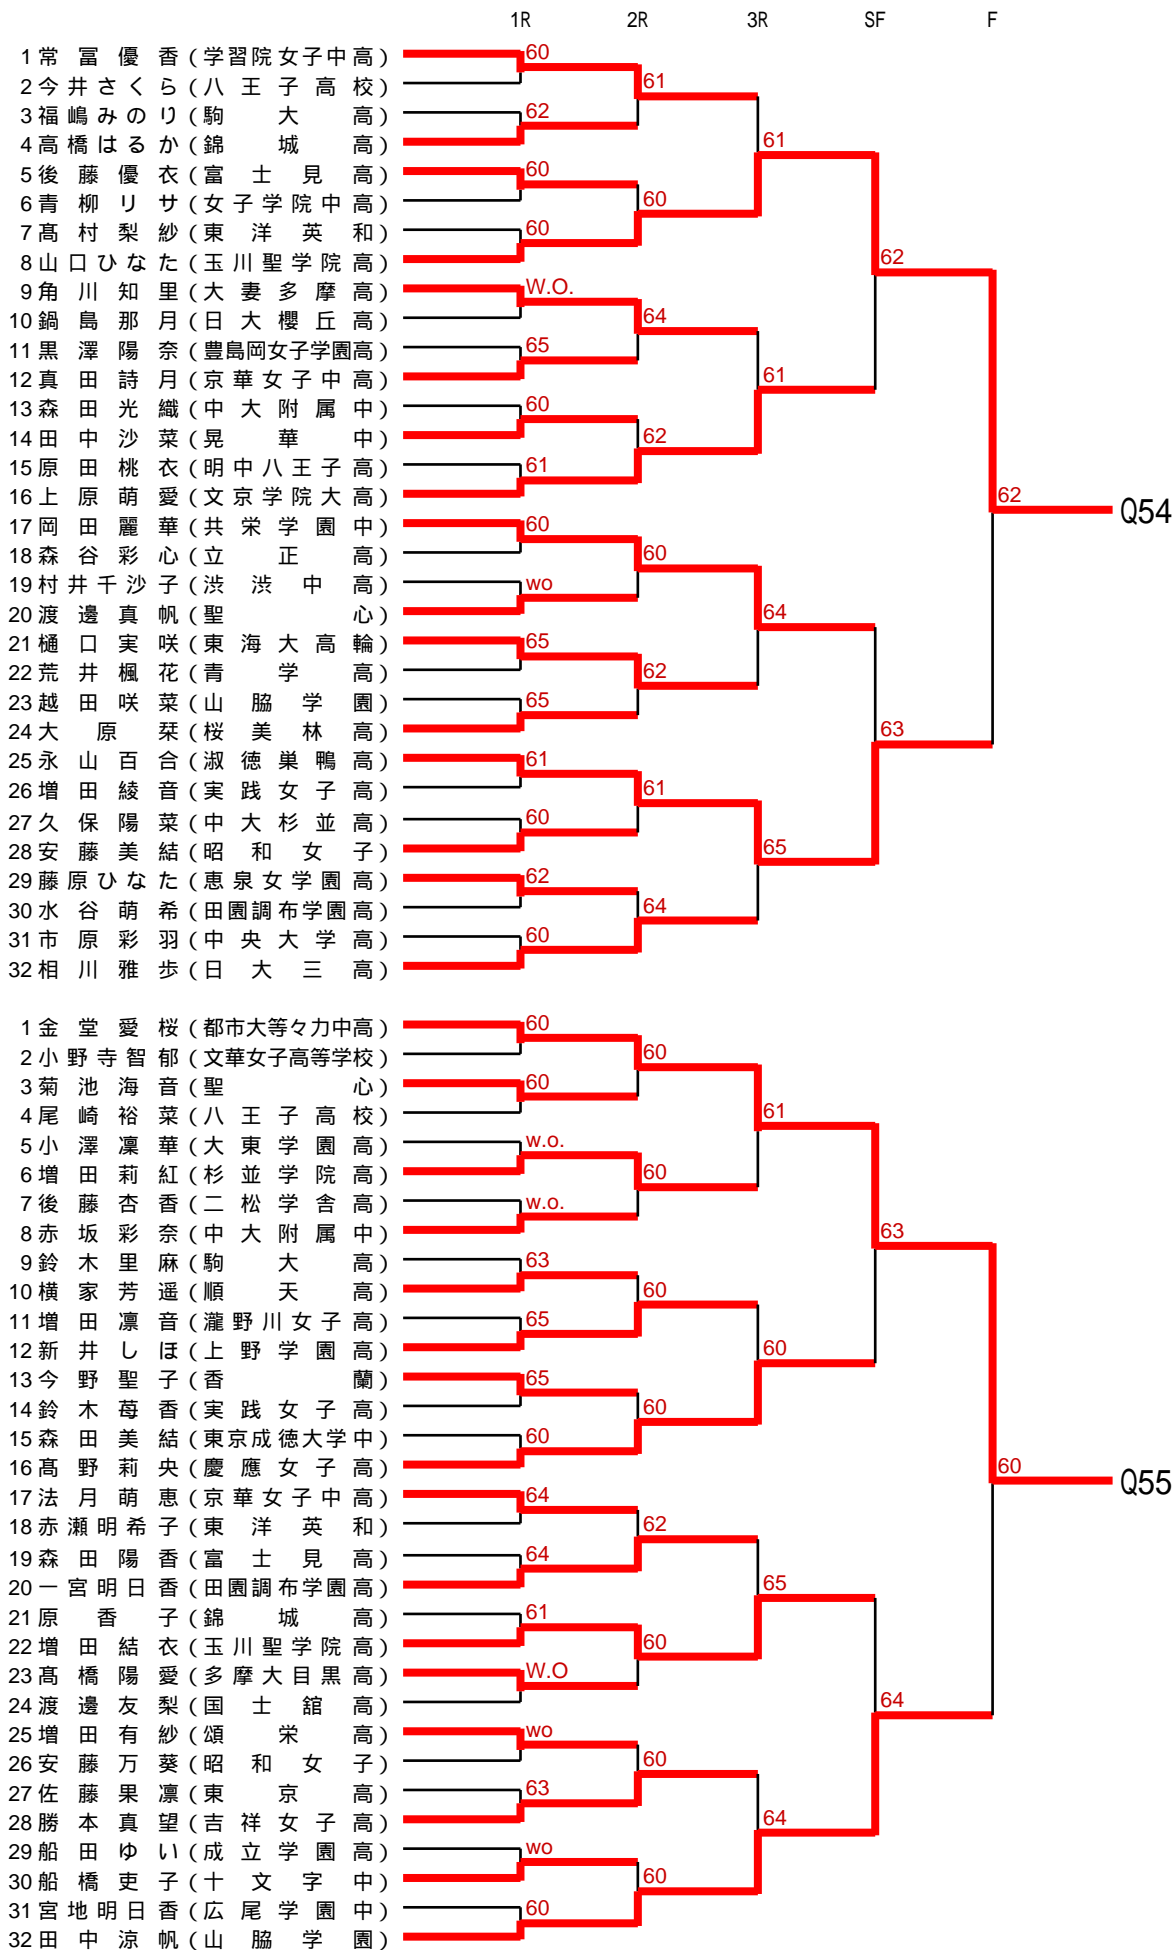 1R 2R 3R SF F
1 常冨優香 (学習院女子中高) 60
2 今井さくら (八王子高校) 61
3 福嶋みのり (駒大高) 62
4 高橋はるか (錦城高) 61
5 後藤優衣 (富士見高) 60
6 青柳リサ (女子学院中高) 60
7 髙村梨紗 (東洋英和) 60
8 山口ひなた (玉川聖学院高) 62
9 角川知里 (大妻多摩高) W.O.
10 鍋島那月 (日大櫻丘高) 64
11 黒澤陽奈 (豊島岡女子学園高) 65
12 真田詩月 (京華女子中高) 61
13 森田光織 (中大附属中) 60
14 田中沙菜 (晃華中) 62
15 原田桃衣 (明中八王子高) 61
16 上原萌愛 (文京学院大高) 62 Q54
17 岡田麗華 (共栄学園中) 60
18 森谷彩心 (立正高) 60
19 村井千沙子 (渋渋中高) wo
20 渡邊真帆 (聖心) 64
21 樋口実咲 (東海大高輪) 65
22 荒井楓花 (青学高) 62
23 越田咲菜 (山脇学園) 65
24 大原栞 (桜美林高) 63
25 永山百合 (淑徳巣鴨高) 61
26 増田綾音 (実践女子高) 61
27 久保陽菜 (中大杉並高) 60
28 安藤美結 (昭和女子) 65
29 藤原ひなた (恵泉女学園高) 62
30 水谷萌希 (田園調布学園高) 64
31 市原彩羽 (中央大学高) 60
32 相川雅歩 (日大三高)
1 金堂愛桜 (都市大等々力中高) 60
2 小野寺智郁 (文華女子高等学校) 60
3 菊池海音 (聖心) 60
4 尾崎裕菜 (八王子高校) 61
5 小澤凜華 (大東学園高) w.o.
6 増田莉紅 (杉並学院高) 60
7 後藤杏香 (二松学舎高) w.o.
8 赤坂彩奈 (中大附属中) 63
9 鈴木里麻 (駒大高) 63
10 横家芳遥 (順天高) 60
11 増田凛音 (瀧野川女子高) 65
12 新井しほ (上野学園高) 60
13 今野聖子 (香蘭) 65
14 鈴木苺香 (実践女子高) 60
15 森田美結 (東京成徳大学中) 60
16 髙野莉央 (慶應女子高) 60 Q55
17 法月萌恵 (京華女子中高) 64
18 赤瀬明希子 (東洋英和) 62
19 森田陽香 (富士見高) 64
20 一宮明日香 (田園調布学園高) 65
21 原香子 (錦城高) 61
22 増田結衣 (玉川聖学院高) 60
23 髙橋陽愛 (多摩大目黒高) W.O
24 渡邊友梨 (国士舘高) 64
25 増田有紗 (頌栄高) wo
26 安藤万葵 (昭和女子) 60
27 佐藤果凛 (東京高) 63
28 勝本真望 (吉祥女子高) 64
29 船田ゆい (成立学園高) wo
30 船橋吏子 (十文字中) 60
31 宮地明日香 (広尾学園中) 60
32 田中涼帆 (山脇学園)